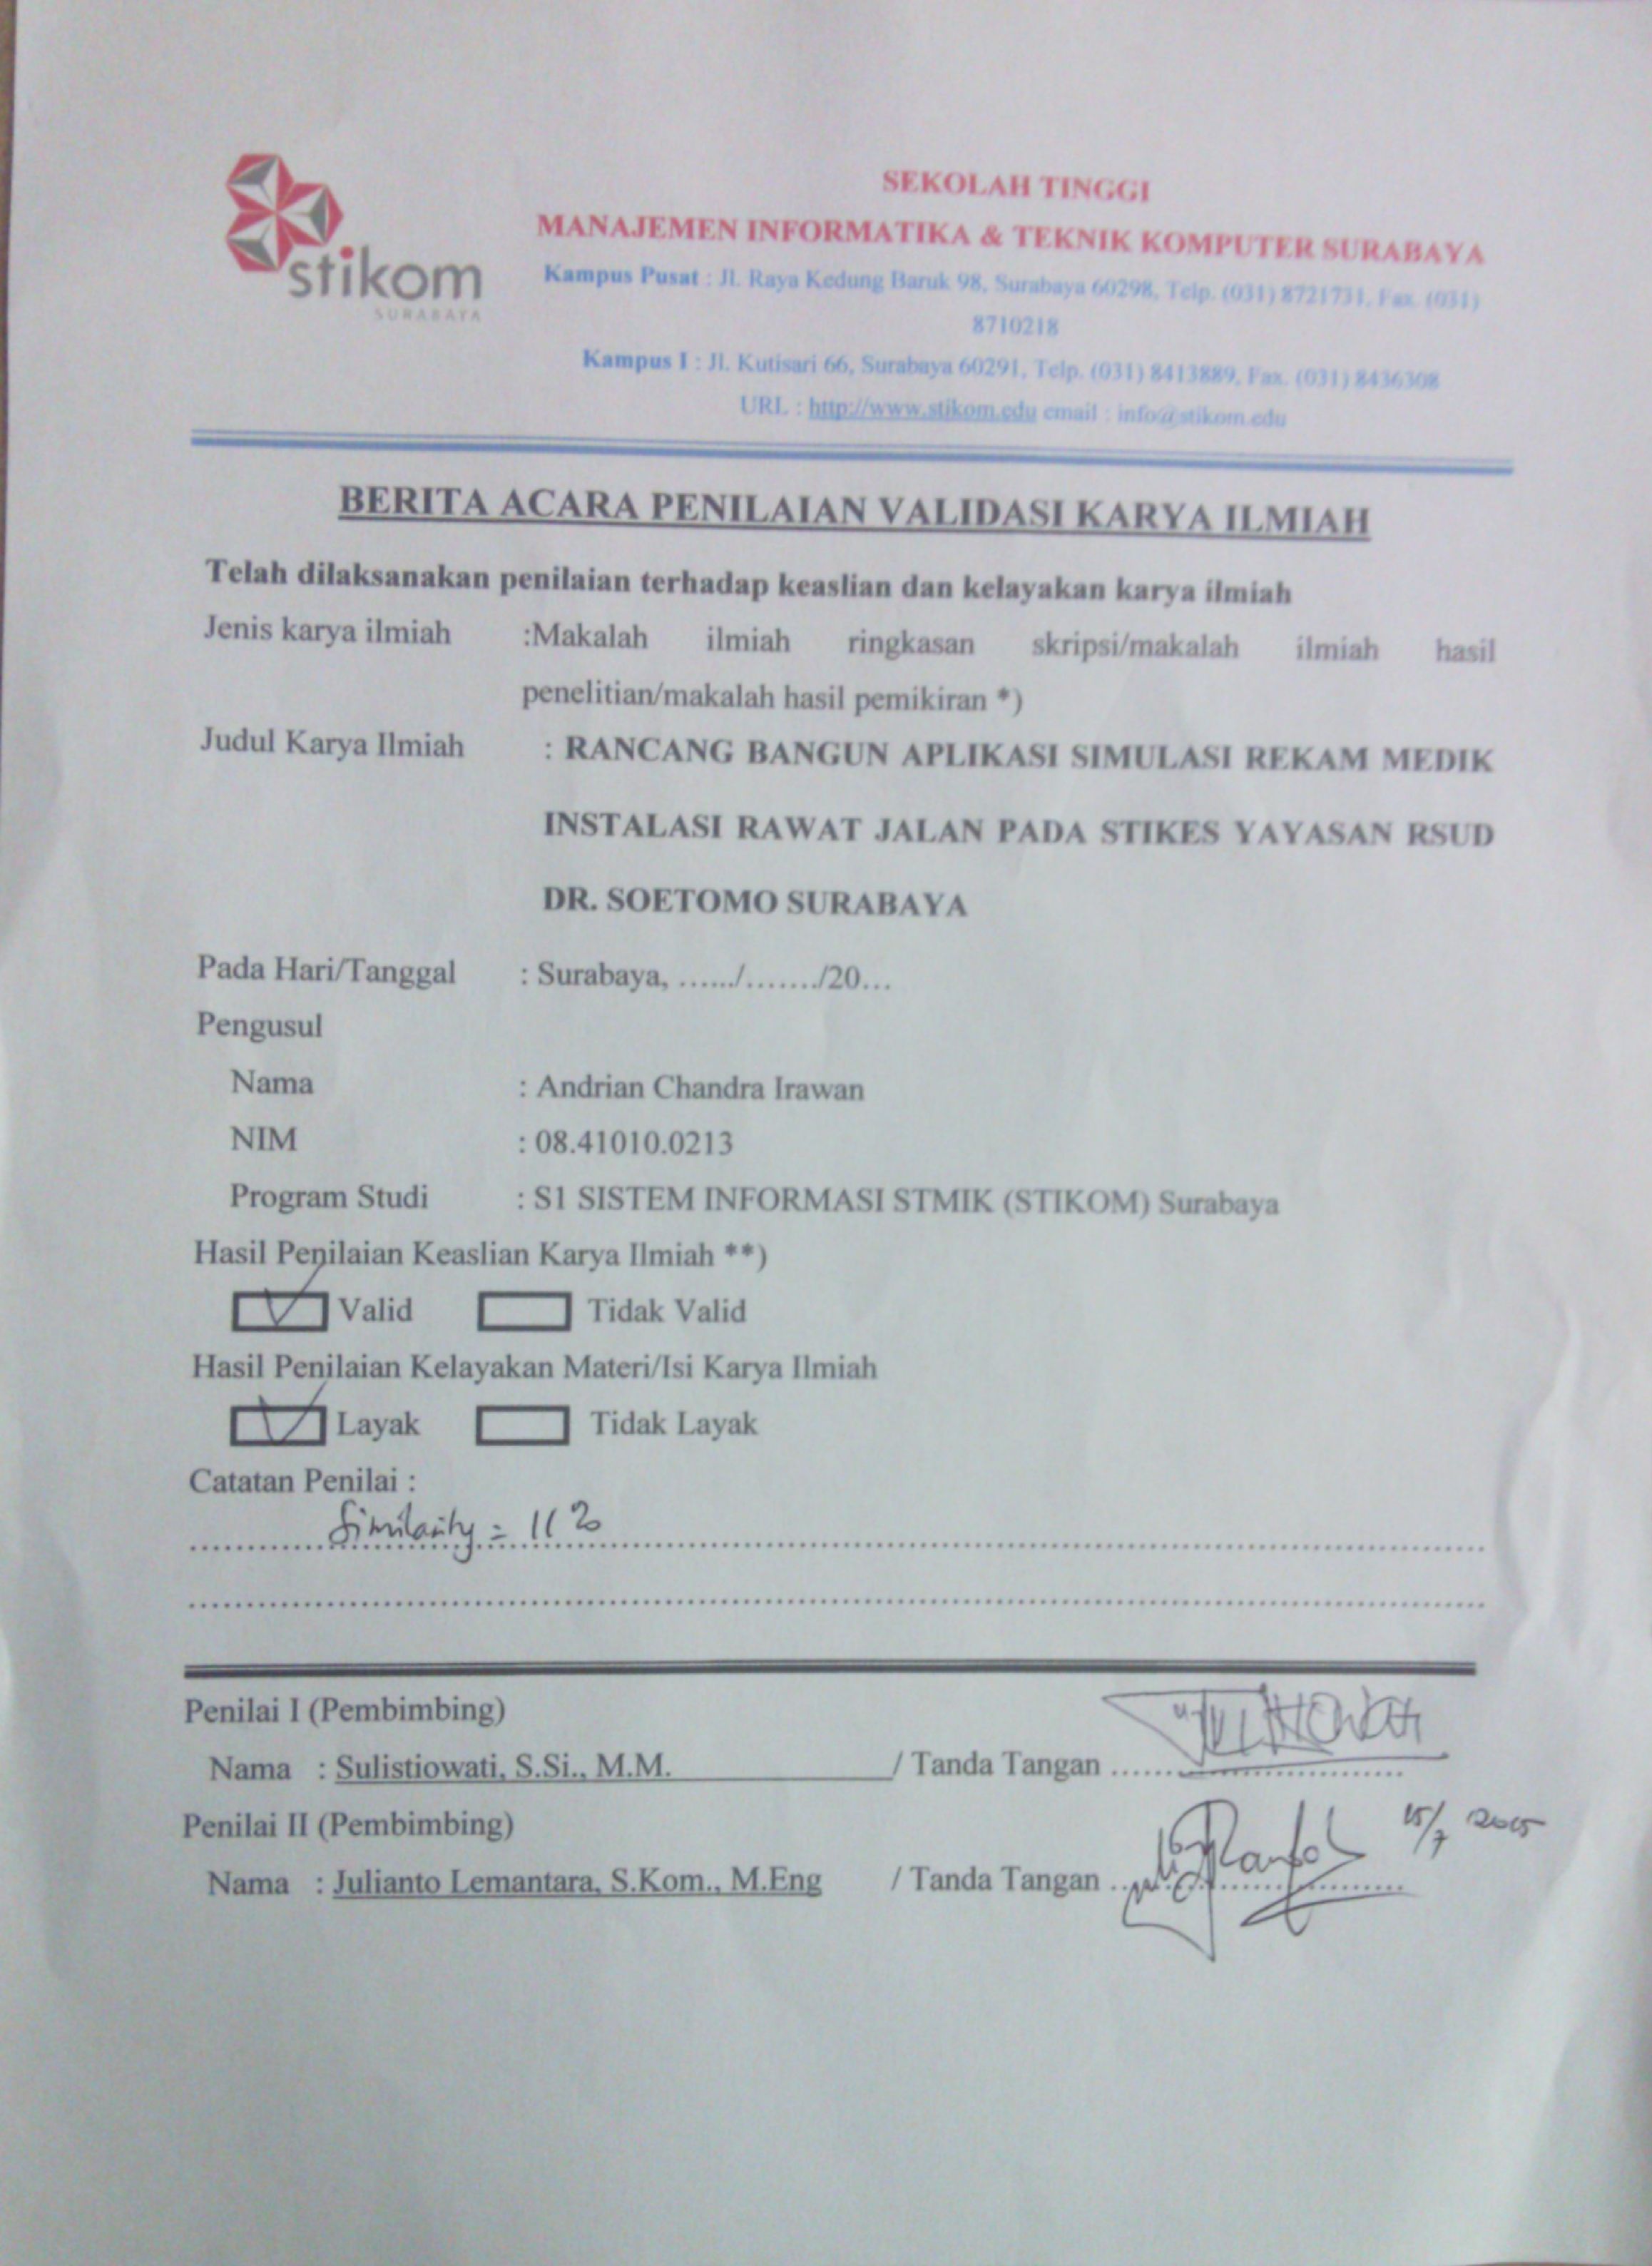 stikom
SURABAYA
SEKOLAH TINGGI
MANAJEMEN INFORMATIKA & TEKNIK KOMPUTER SURABAYA
Kampus Pusat : Jl. Raya Kedung Baruk 98, Surabaya 60298, Telp. (031) 8721731, Fax. (031)
8710218
Kampus I : Jl. Kutisari 66, Surabaya 60291, Telp. (031) 8413889, Fax. (031) 8436308
URL : http://www.stikom.edu email : info@stikom.edu
BERITA ACARA PENILAIAN VALIDASI KARYA ILMIAH
Telah dilaksanakan penilaian terhadap keaslian dan kelayakan karya ilmiah
Jenis karya ilmiah :Makalah ilmiah ringkasan skripsi/makalah ilmiah hasil
penelitian/makalah hasil pemikiran *)
Judul Karya Ilmiah : RANCANG BANGUN APLIKASI SIMULASI REKAM MEDIK
INSTALASI RAWAT JALAN PADA STIKES YAYASAN RSUD
DR. SOETOMO SURABAYA
Pada Hari/Tanggal : Surabaya, ....../......./20...
Pengusul
Nama : Andrian Chandra Irawan
NIM : 08.41010.0213
Program Studi : S1 SISTEM INFORMASI STMIK (STIKOM) Surabaya
Hasil Penilaian Keaslian Karya Ilmiah **)
Valid Tidak Valid
Hasil Penilaian Kelayakan Materi/Isi Karya Ilmiah
Layak Tidak Layak
Catatan Penilai :
Similarity = 11%
Penilai I (Pembimbing)
Nama : Sulistiowati, S.Si., M.M. / Tanda Tangan
Penilai II (Pembimbing)
15/7 2015
Nama : Julianto Lemantara, S.Kom., M.Eng / Tanda Tangan